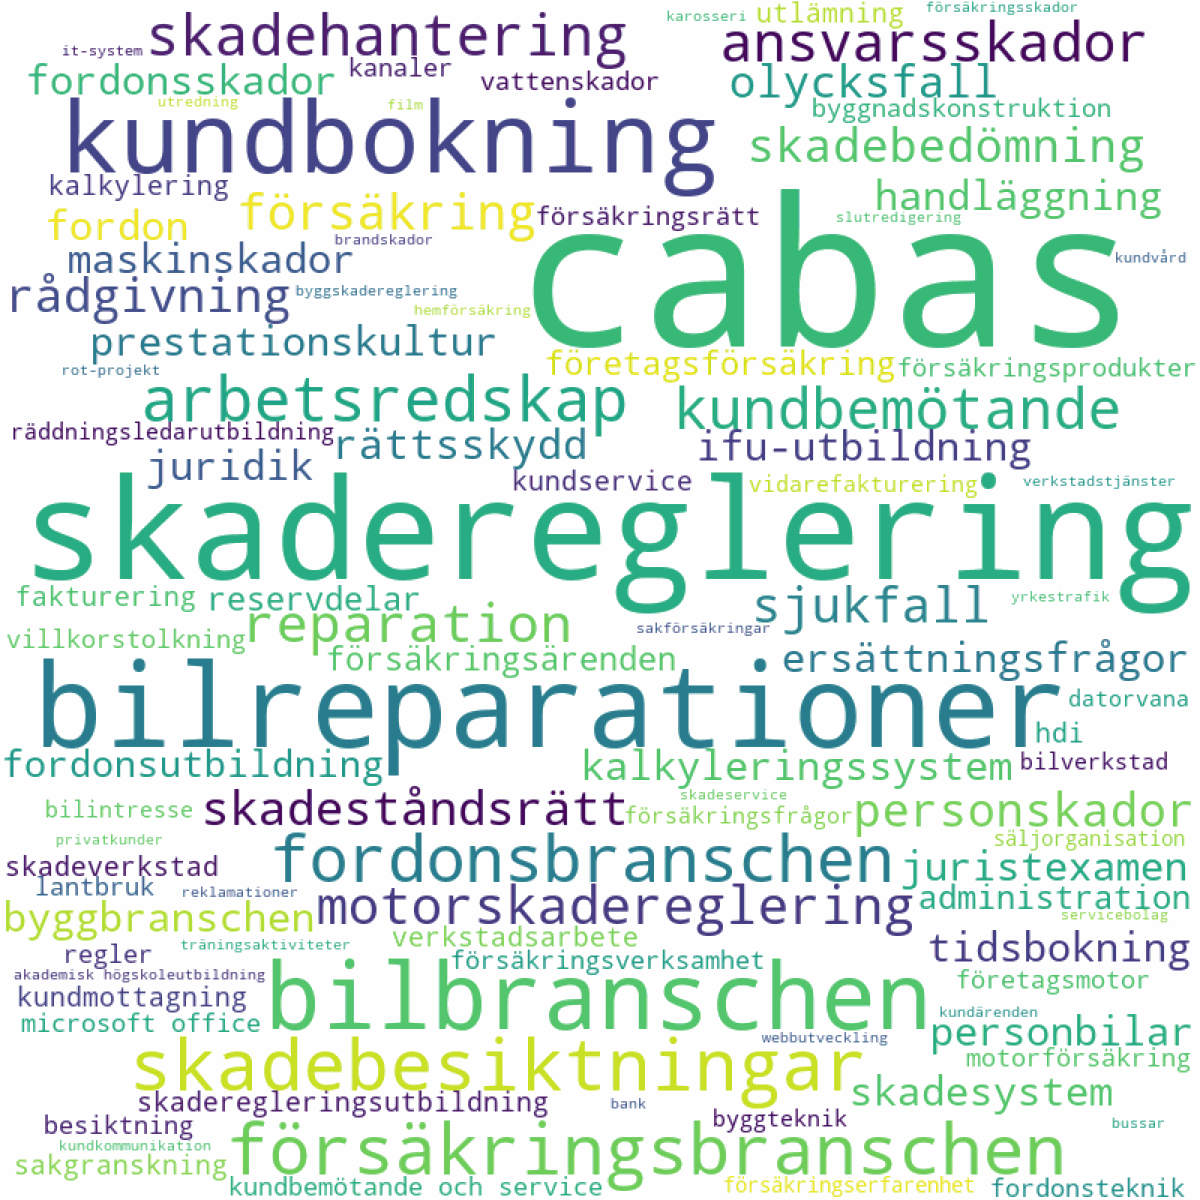 karosseri
utlämning
försäkringsskador
it-system
skadehantering
ansvarsskador
fordonsskador
kanaler
vattenskador
olycksfall
utredning
film
byggnadskonstruktion
kundbokning
skadebedömning
kalkylering
handläggning
fordon
försäkring
försäkringsrätt
slutredigering
brandskador
cabas
maskinskador
kundvård
rådgivning
byggskadereglering
hemförsäkring
prestationskultur
rot-projekt
företagsförsäkring
försäkringsprodukter
arbetsredskap
kundbemötande
räddningsledarutbildning
rättsskydd
ifu-utbildning
juridik
kundservice
vidarefakturering
verkstadstjänster
skadereglering
fakturering
reservdelar
reparation
sjukfall
yrkestrafik
sakförsäkringar
villkorstolkning
försäkringsärenden
ersättningsfrågor
bilreparationer
datorvana
hdi
fordonsutbildning
kalkyleringssystem
bilverkstad
skadeservice
bilintresse
skadeståndsrätt
försäkringsfrågor
personskador
privatkunder
säljorganisation
skadeverkstad
fordonsbranschen
juristexamen
lantbruk
reklamationer
motorskadereglering
administration
byggbranschen
servicebolag
verkstadsarbete
träningsaktiviteter
tidsbokning
regler
försäkringsverksamhet
akademisk högskoleutbildning
företagsmotor
kundmottagning
bilbranschen
kundärenden
microsoft office
personbilar
webbutveckling
motorförsäkring
skadebesiktningar
skadesystem
skaderegleringsutbildning
bank
besiktning
byggteknik
bussar
kundkommunikation
försäkringsbranschen
sakgranskning
kundbemötande och service
försäkringserfarenhet
fordonsteknik